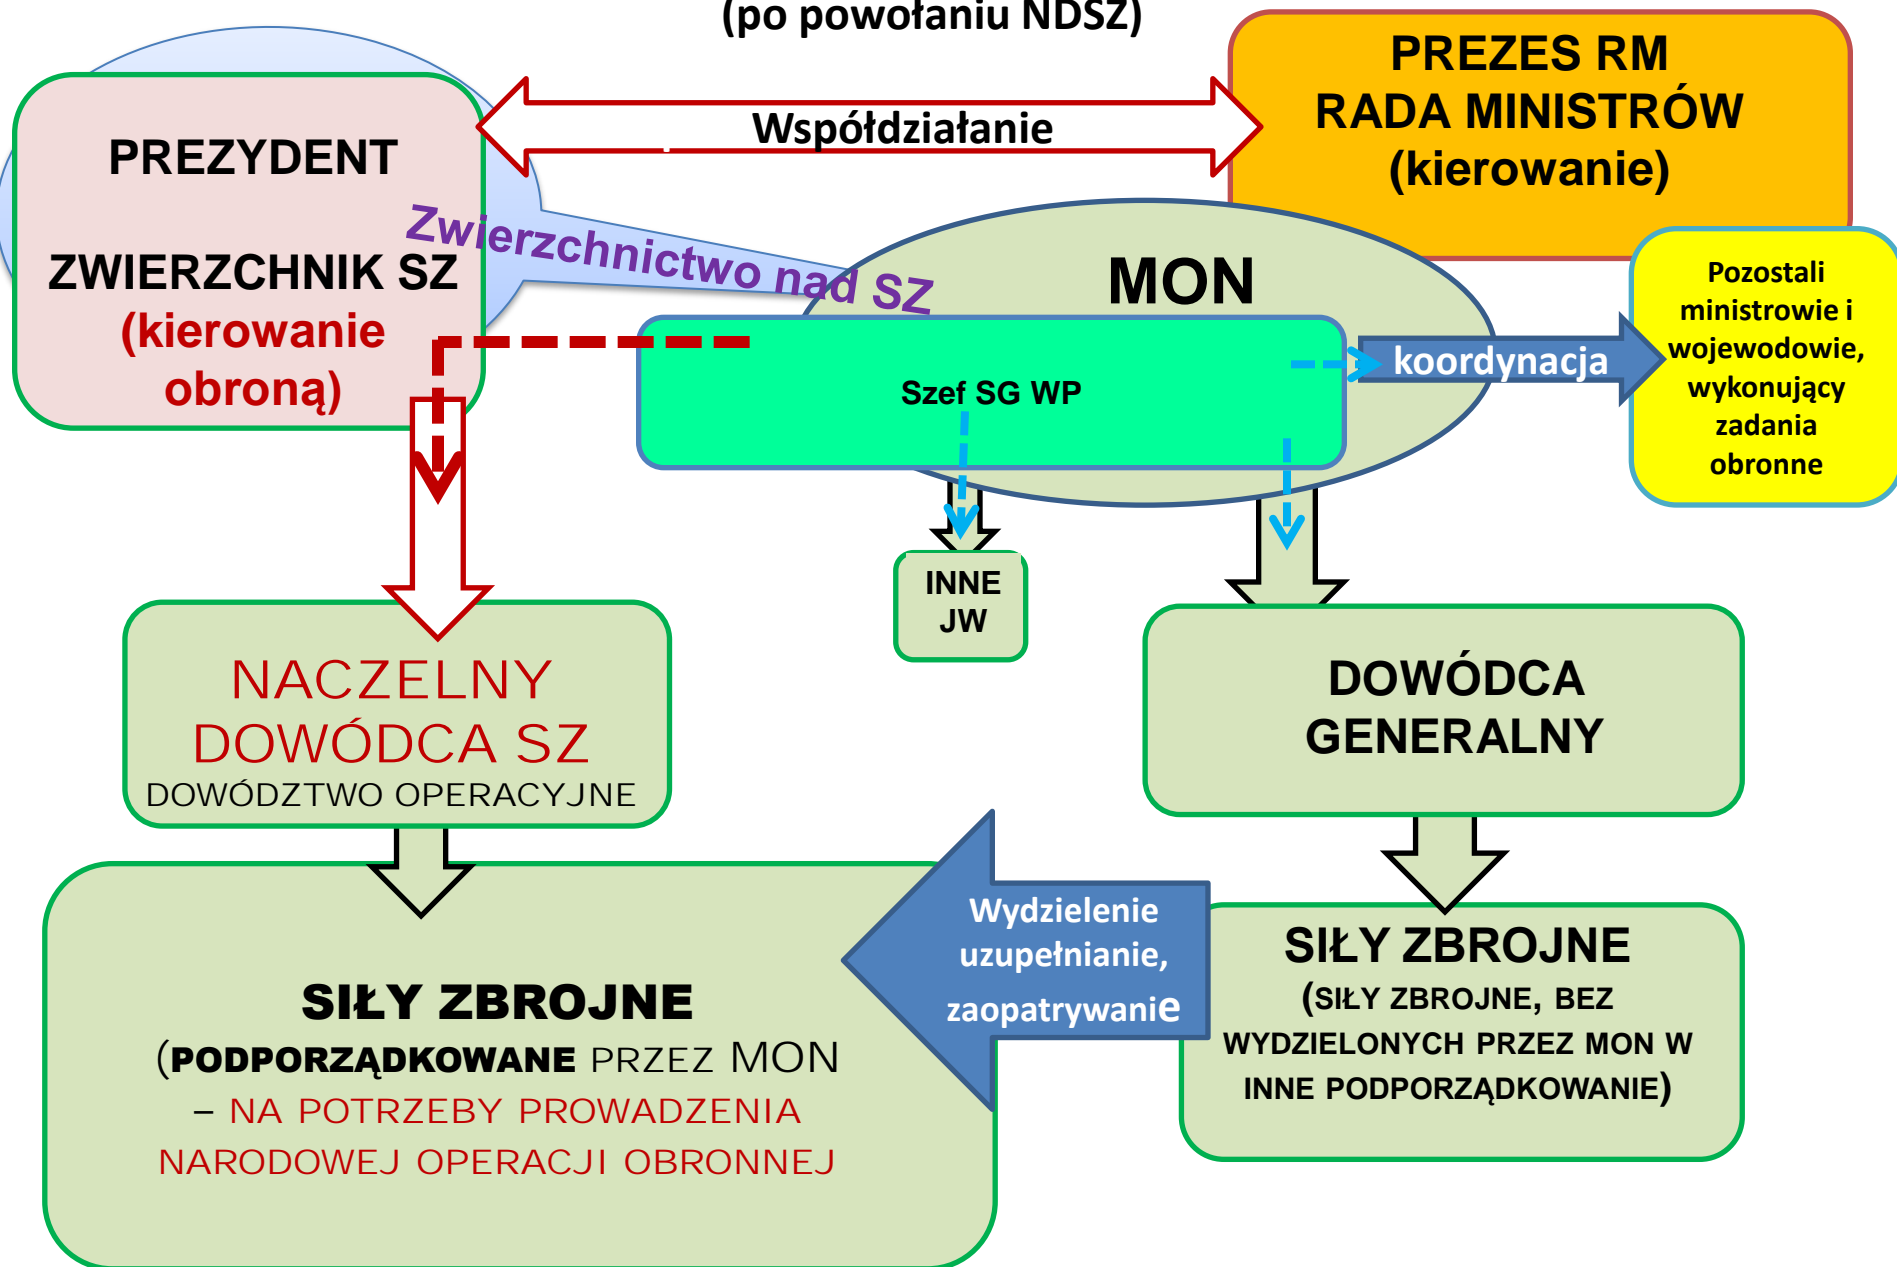 (po powołaniu NDSZ)
PREZYDENT
ZWIERZCHNIK SZ
(kierowanie
obroną)
Współdziałanie
PREZES RM
RADA MINISTRÓW
(kierowanie)
Zwierzchnictwo nad SZ
MON
Szef SG WP
koordynacja
Pozostali
ministrowie i
wojewodowie,
wykonujący
zadania
obronne
INNE
JW
NACZELNY
DOWÓDCA SZ
DOWÓDZTWO OPERACYJNE
DOWÓDCA
GENERALNY
SIŁY ZBROJNE
(PODPORZĄDKOWANE PRZEZ MON
– NA POTRZEBY PROWADZENIA
NARODOWEJ OPERACJI OBRONNEJ
Wydzielenie
uzupełnianie,
zaopatrywanie
SIŁY ZBROJNE
(SIŁY ZBROJNE, BEZ
WYDZIELONYCH PRZEZ MON W
INNE PODPORZĄDKOWANIE)